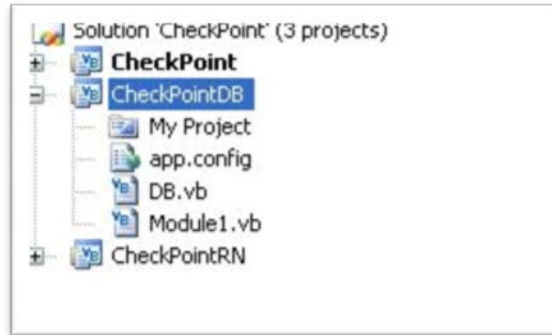 Solution 'CheckPoint' (3 projects)
CheckPoint
CheckPointDB
My Project
app.config
DB.vb
Module1.vb
CheckPointRN